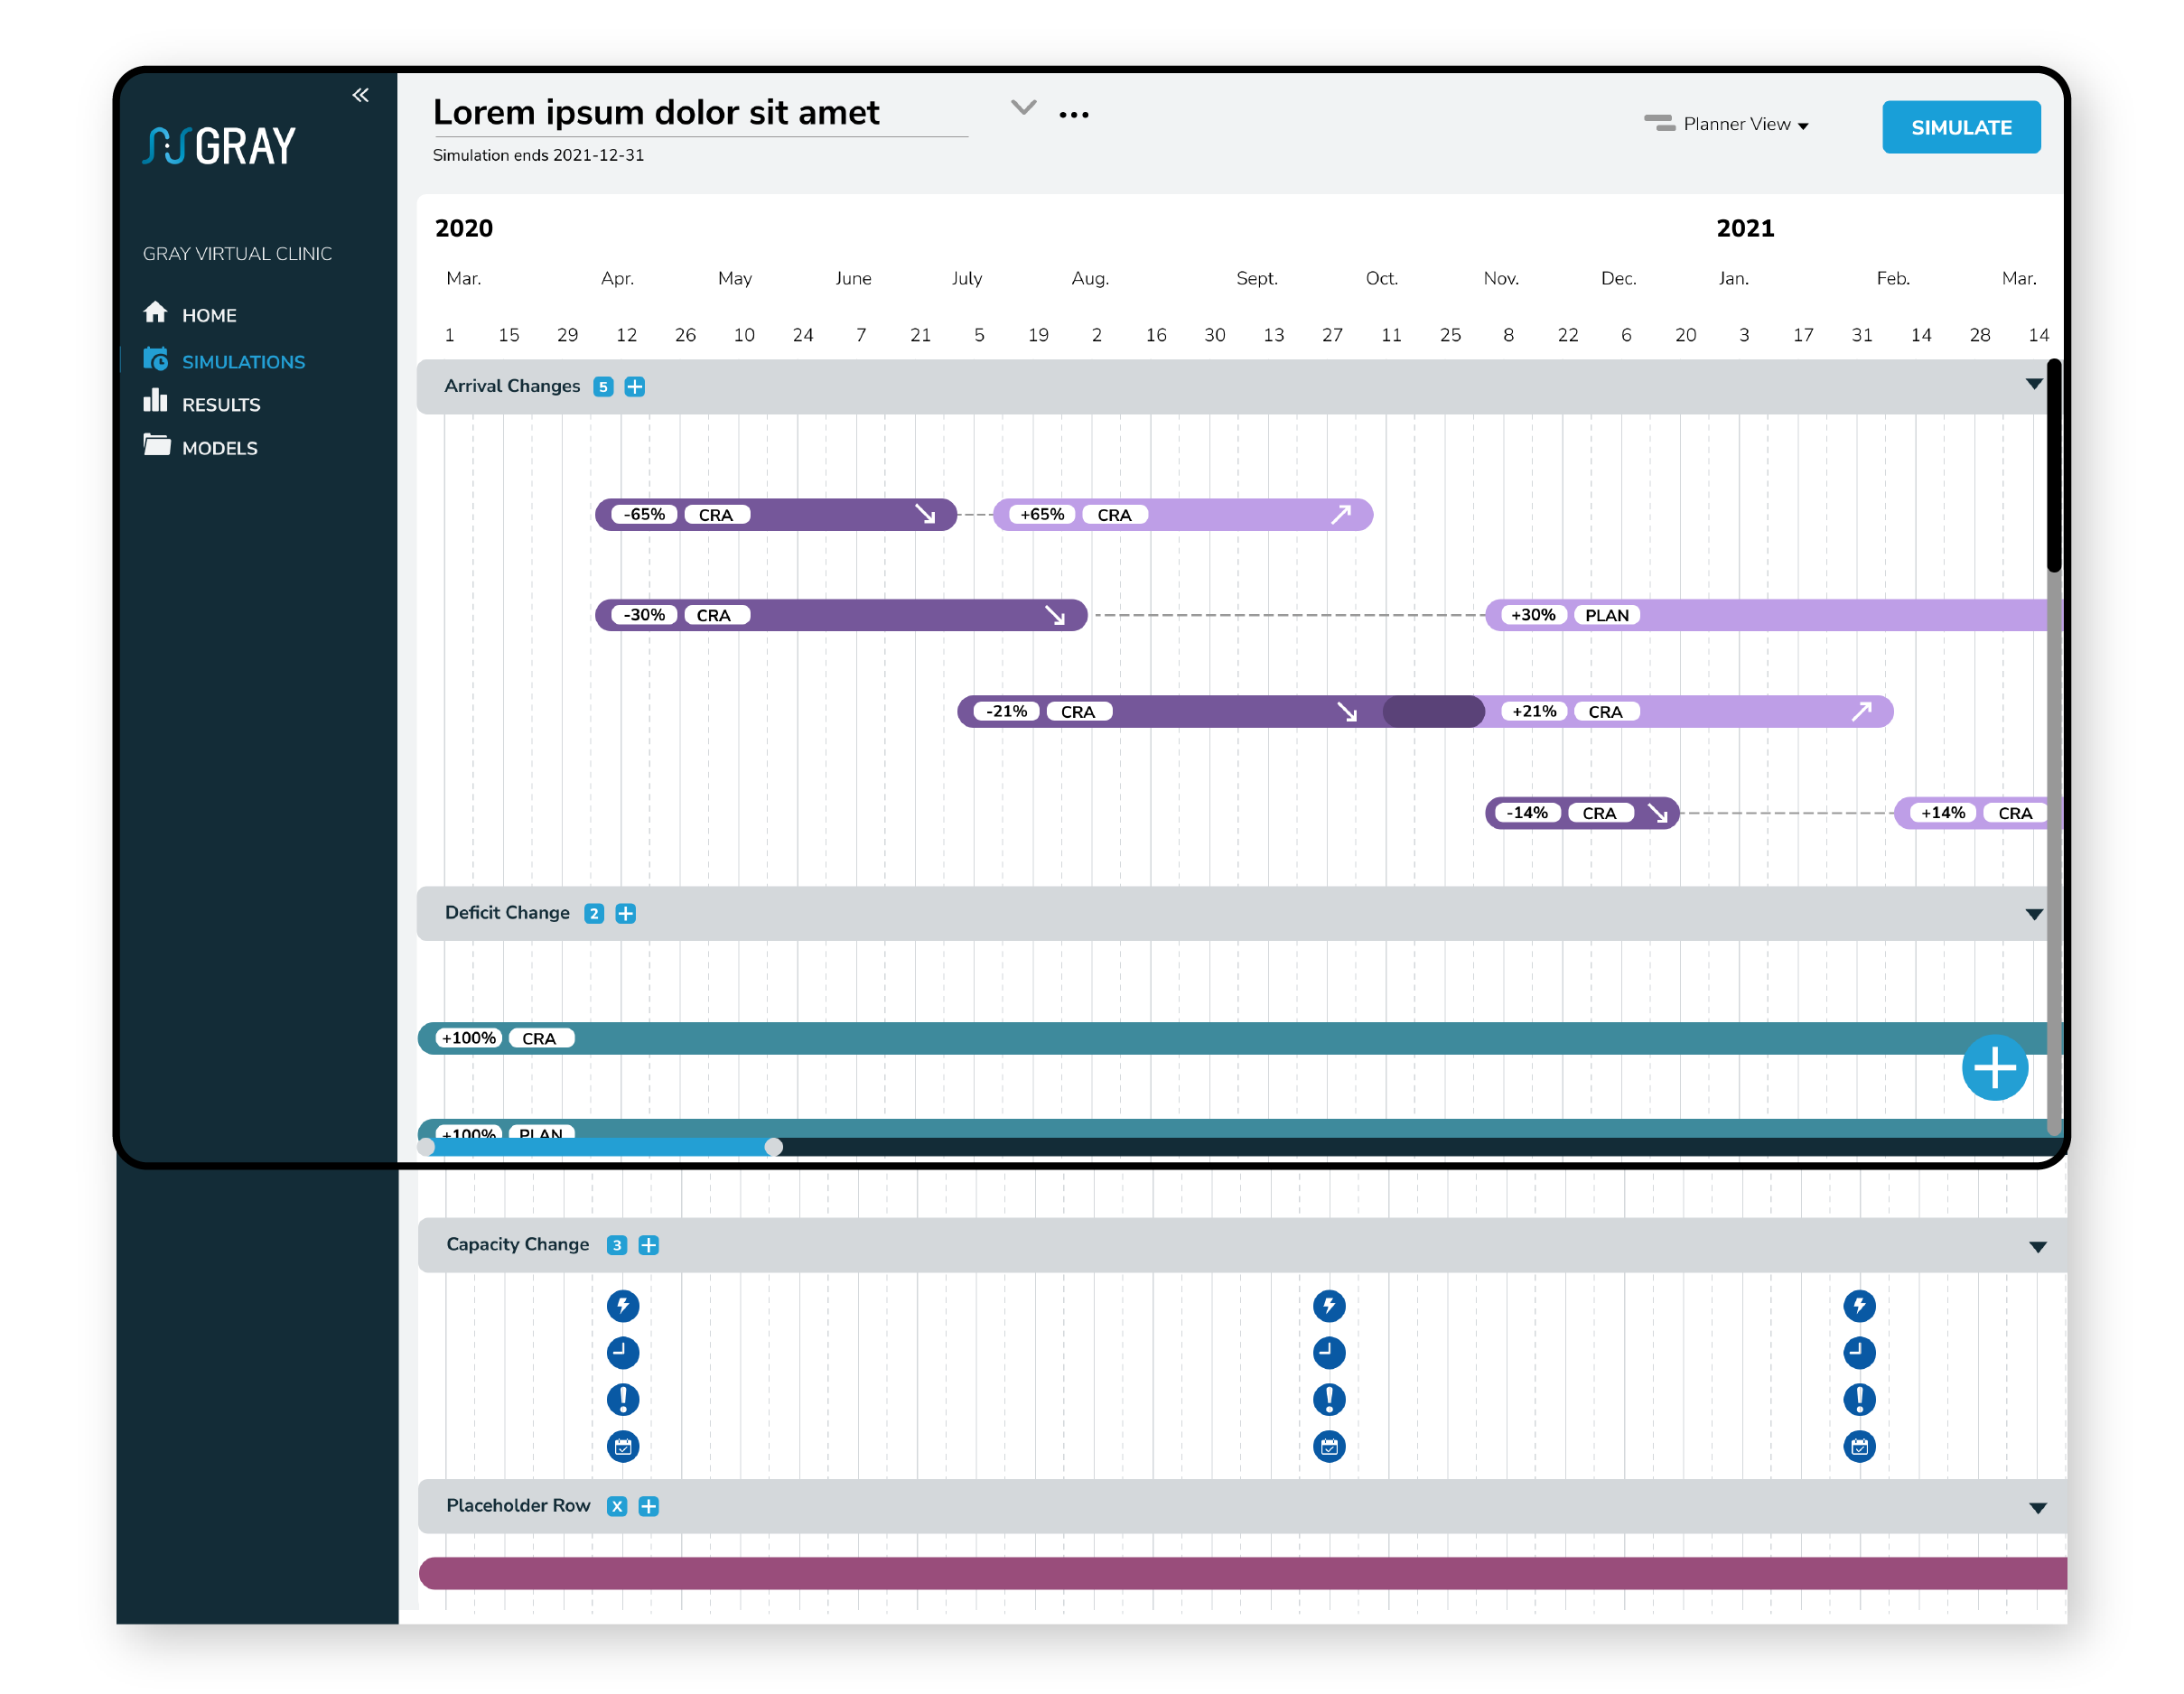 GRAY
GRAY VIRTUAL CLINIC
HOME
SIMULATIONS
RESULTS
MODELS
Lorem ipsum dolor sit amet
Simulation ends 2021-12-31
Planner View
SIMULATE
2020 2021
Mar. Apr. May June July Aug. Sept. Oct. Nov. Dec. Jan. Feb. Mar.
1 15 29 12 26 10 24 7 21 5 19 2 16 30 13 27 11 25 8 22 6 20 3 17 31 14 28 14
Arrival Changes 5
-65% CRA +65% CRA
-30% CRA +30% PLAN
-21% CRA +21% CRA
-14% CRA +14% CRA
Deficit Change 2
+100% CRA
+100% PLAN
Capacity Change 3
Placeholder Row X